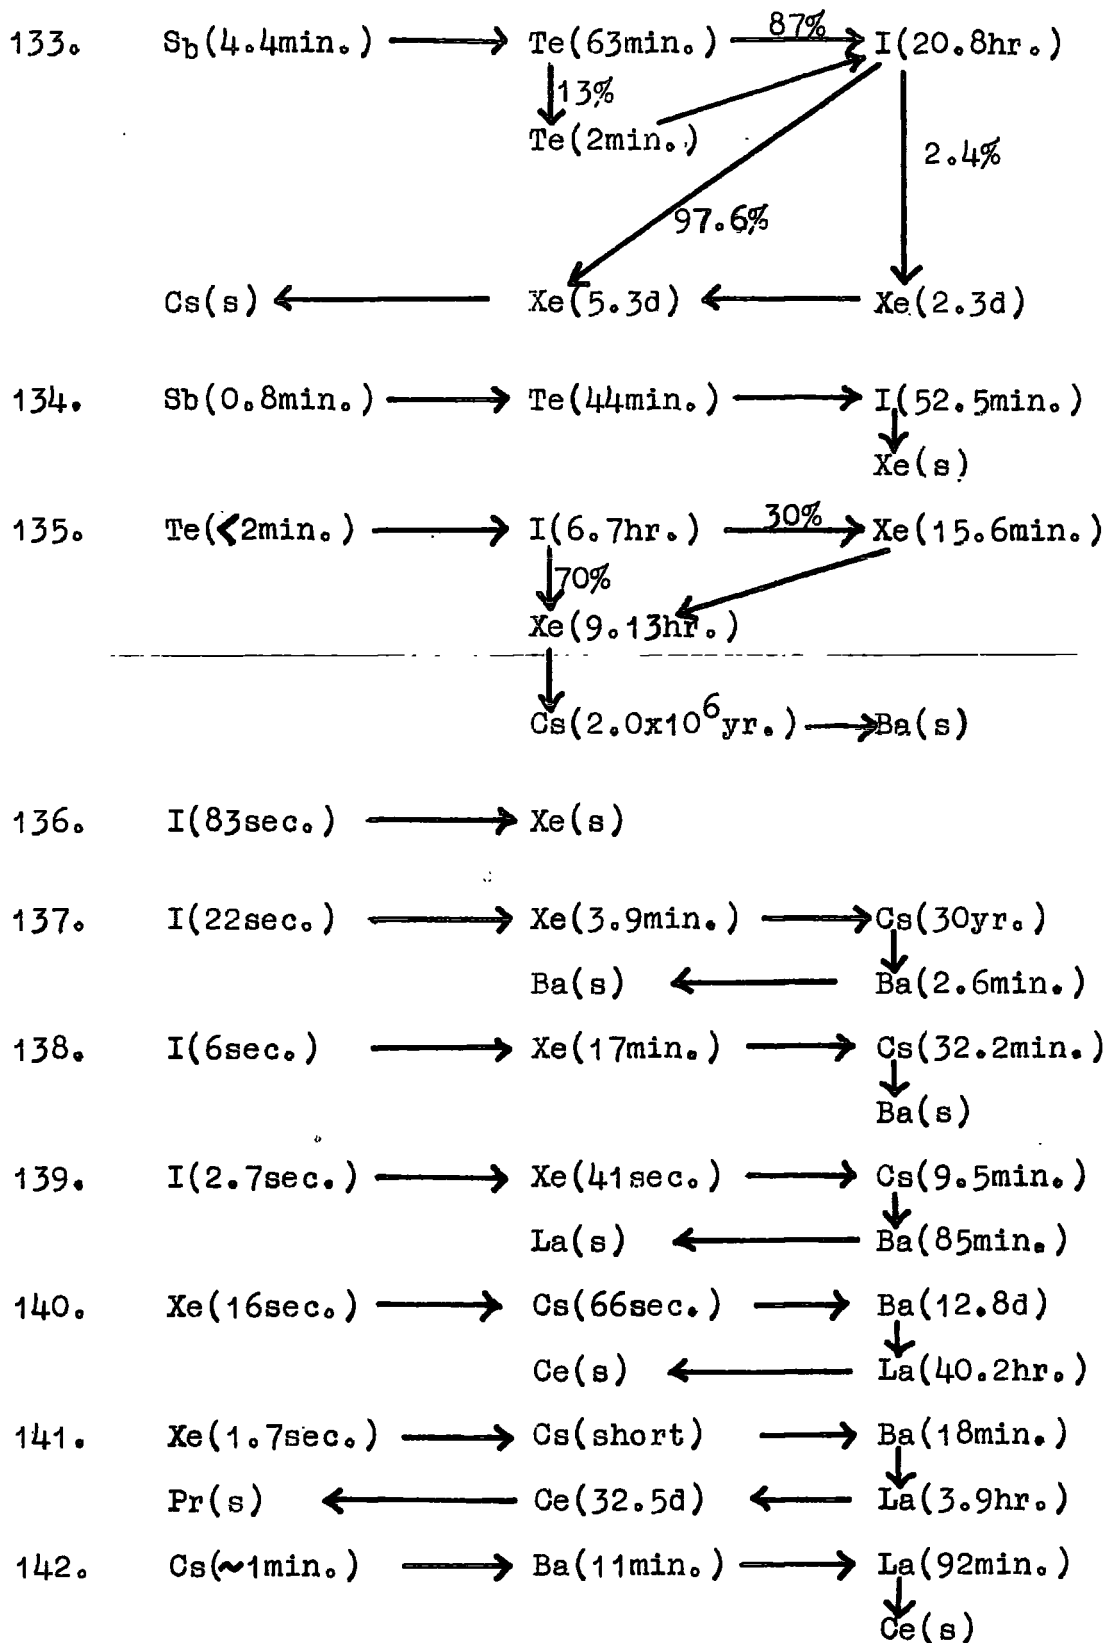 133. Sb(4.4min.) → Te(63min.) 87% → I(20.8hr.)
13%
Te(2min.)
2.4%
97.6%
Cs(s) ← Xe(5.3d) ← Xe(2.3d)
134. Sb(0.8min.) → Te(44min.) → I(52.5min.)
Xe(s)
135. Te(<2min.) → I(6.7hr.) 30% → Xe(15.6min.)
70%
Xe(9.13hr.)
Cs(2.0x10⁶yr.) → Ba(s)
136. I(83sec.) → Xe(s)
137. I(22sec.) → Xe(3.9min.) → Cs(30yr.)
Ba(s) ← Ba(2.6min.)
138. I(6sec.) → Xe(17min.) → Cs(32.2min.)
Ba(s)
139. I(2.7sec.) → Xe(41sec.) → Cs(9.5min.)
La(s) ← Ba(85min.)
140. Xe(16sec.) → Cs(66sec.) → Ba(12.8d)
Ce(s) ← La(40.2hr.)
141. Xe(1.7sec.) → Cs(short) → Ba(18min.)
Pr(s) ← Ce(32.5d) ← La(3.9hr.)
142. Cs(~1min.) → Ba(11min.) → La(92min.)
Ce(s)